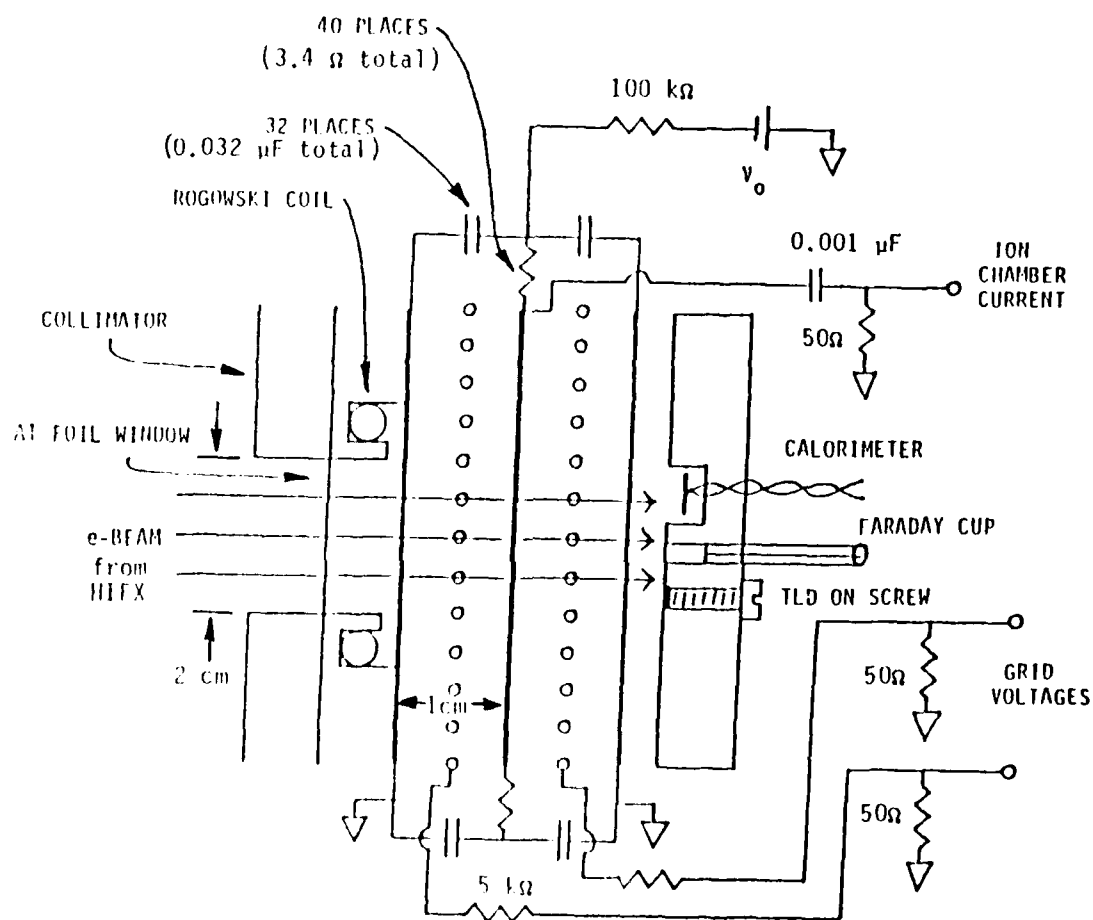 40 PLACES
(3.4 Ω total)
100 kΩ
32 PLACES
(0.032 µF total)
V₀
ROGOWSKI COIL
0.001 µF
ION
CHAMBER
CURRENT
COLLIMATOR
50Ω
Al FOIL WINDOW
CALORIMETER
e-BEAM
from
HIFX
FARADAY CUP
TLD ON SCREW
2 cm
1cm
50Ω
GRID
VOLTAGES
50Ω
5 kΩ